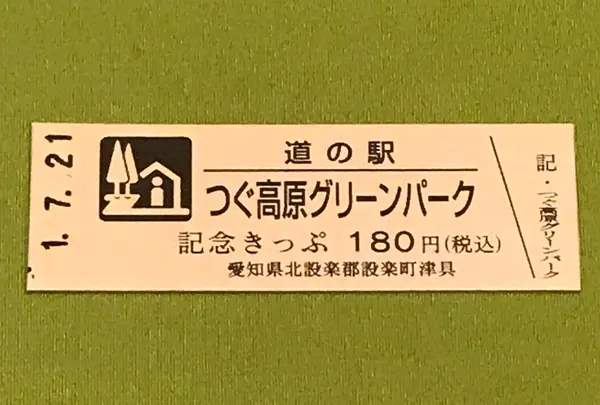 1.7.21
道の駅
つぐ高原グリーンパーク
記念きっぷ 180円(税込)
愛知県北設楽郡設楽町津具
記・つぐ高原グリーンパーク